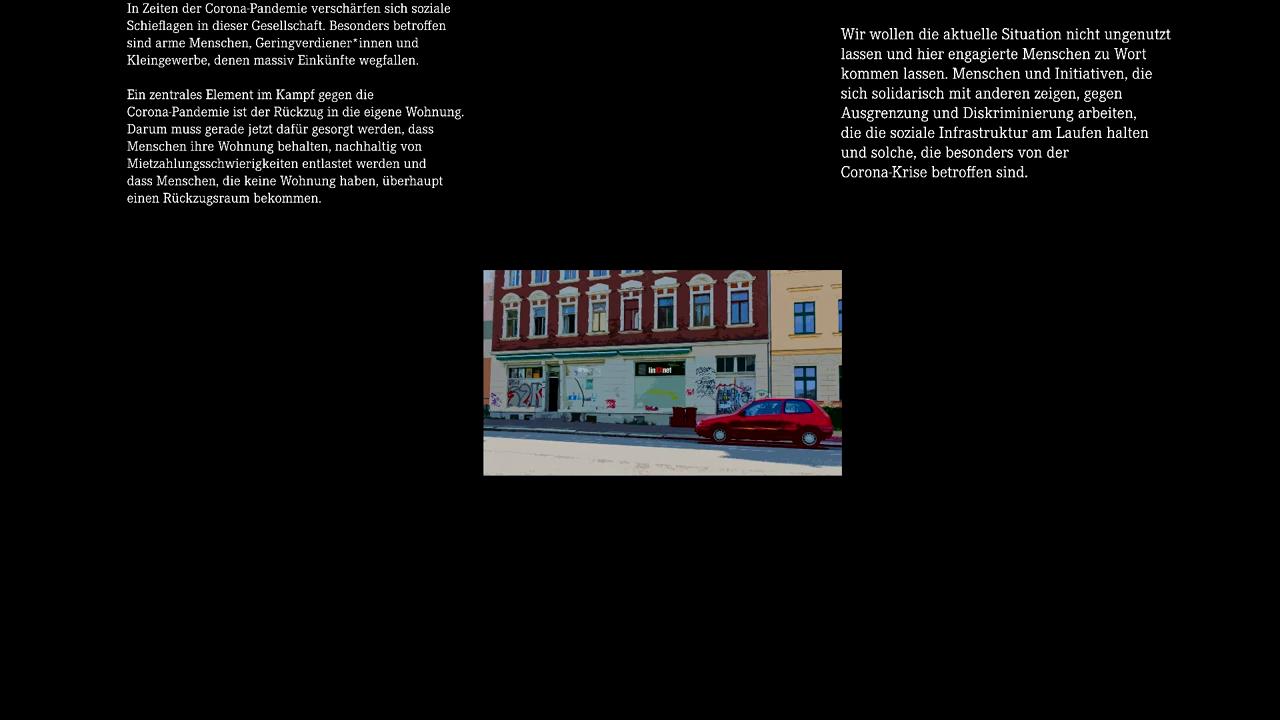 In Zeiten der Corona-Pandemie verschärfen sich soziale
Schieflagen in dieser Gesellschaft. Besonders betroffen
sind arme Menschen, Geringverdiener*innen und
Kleingewerbe, denen massiv Einkünfte wegfallen.
Ein zentrales Element im Kampf gegen die
Corona-Pandemie ist der Rückzug in die eigene Wohnung.
Darum muss gerade jetzt dafür gesorgt werden, dass
Menschen ihre Wohnung behalten, nachhaltig von
Mietzahlungsschwierigkeiten entlastet werden und
dass Menschen, die keine Wohnung haben, überhaupt
einen Rückzugsraum bekommen.
Wir wollen die aktuelle Situation nicht ungenutzt
lassen und hier engagierte Menschen zu Wort
kommen lassen. Menschen und Initiativen, die
sich solidarisch mit anderen zeigen, gegen
Ausgrenzung und Diskriminierung arbeiten,
die die soziale Infrastruktur am Laufen halten
und solche, die besonders von der
Corona-Krise betroffen sind.